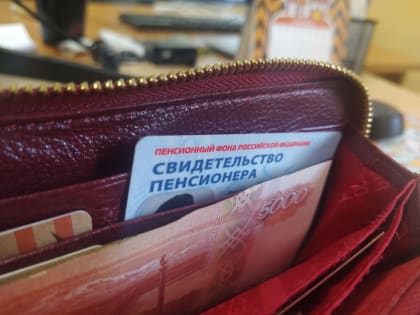 ПЕНСИОННЫЙ ФОНД РОССИЙСКОЙ ФЕДЕРАЦИИ
СВИДЕТЕЛЬСТВО
ПЕНСИОНЕРА
5000